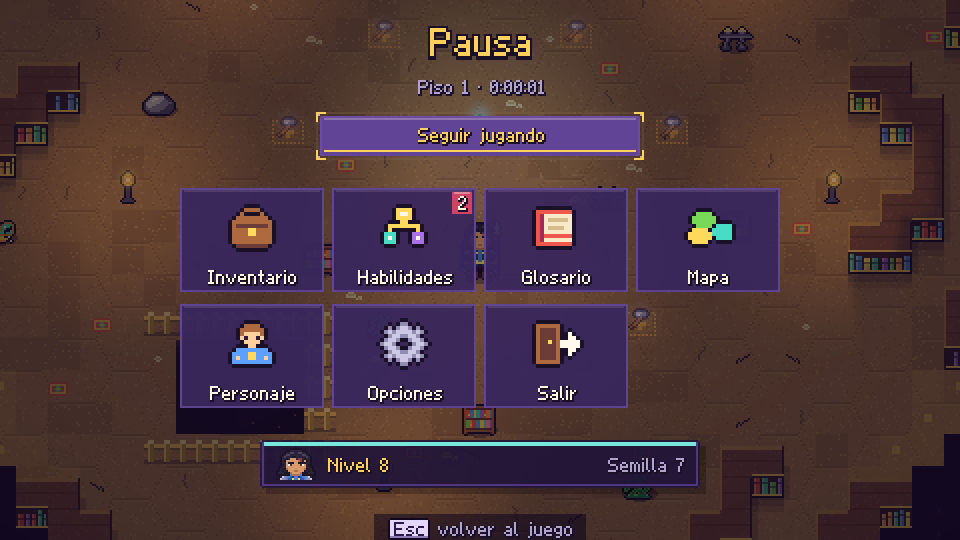 Pausa
Piso 1 · 0:00:01
Seguir jugando
Inventario
2
Habilidades
Glosario
Mapa
Personaje
Opciones
Salir
Nivel 8
Semilla 7
Esc volver al juego